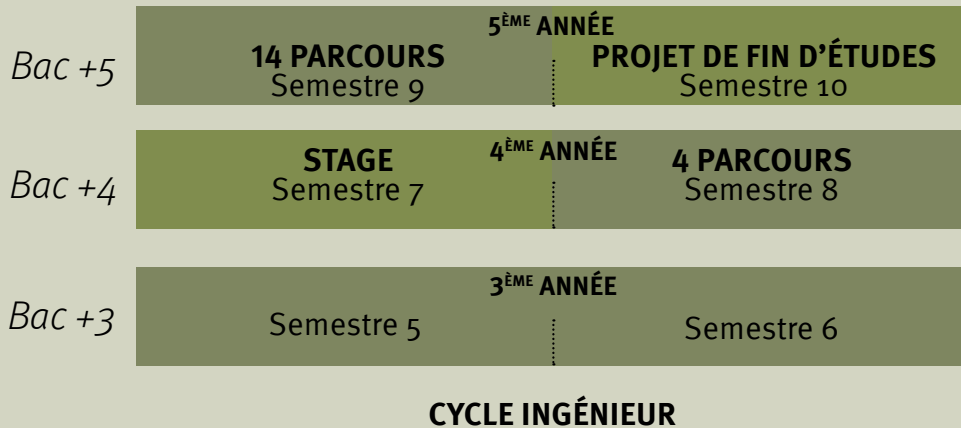 5ÈME ANNÉE
Bac +5
14 PARCOURS
Semestre 9
PROJET DE FIN D'ÉTUDES
Semestre 10
4ÈME ANNÉE
Bac +4
STAGE
Semestre 7
4 PARCOURS
Semestre 8
3ÈME ANNÉE
Bac +3
Semestre 5
Semestre 6
CYCLE INGÉNIEUR